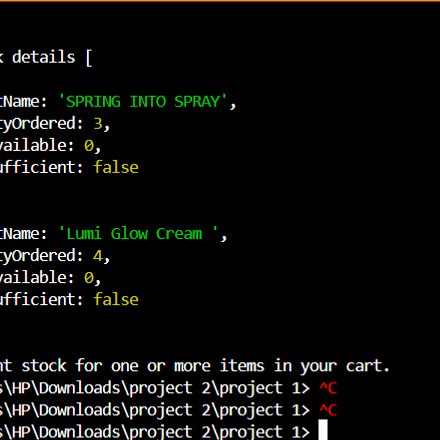 k details [
tName: 'SPRING INTO SPRAY',
tyOrdered: 3,
vailable: 0,
ufficient: false
tName: 'Lumi Glow Cream ',
tyOrdered: 4,
vailable: 0,
ufficient: false
nt stock for one or more items in your cart.
s\HP\Downloads\project 2\project 1> ^C
s\HP\Downloads\project 2\project 1> ^C
s\HP\Downloads\project 2\project 1>